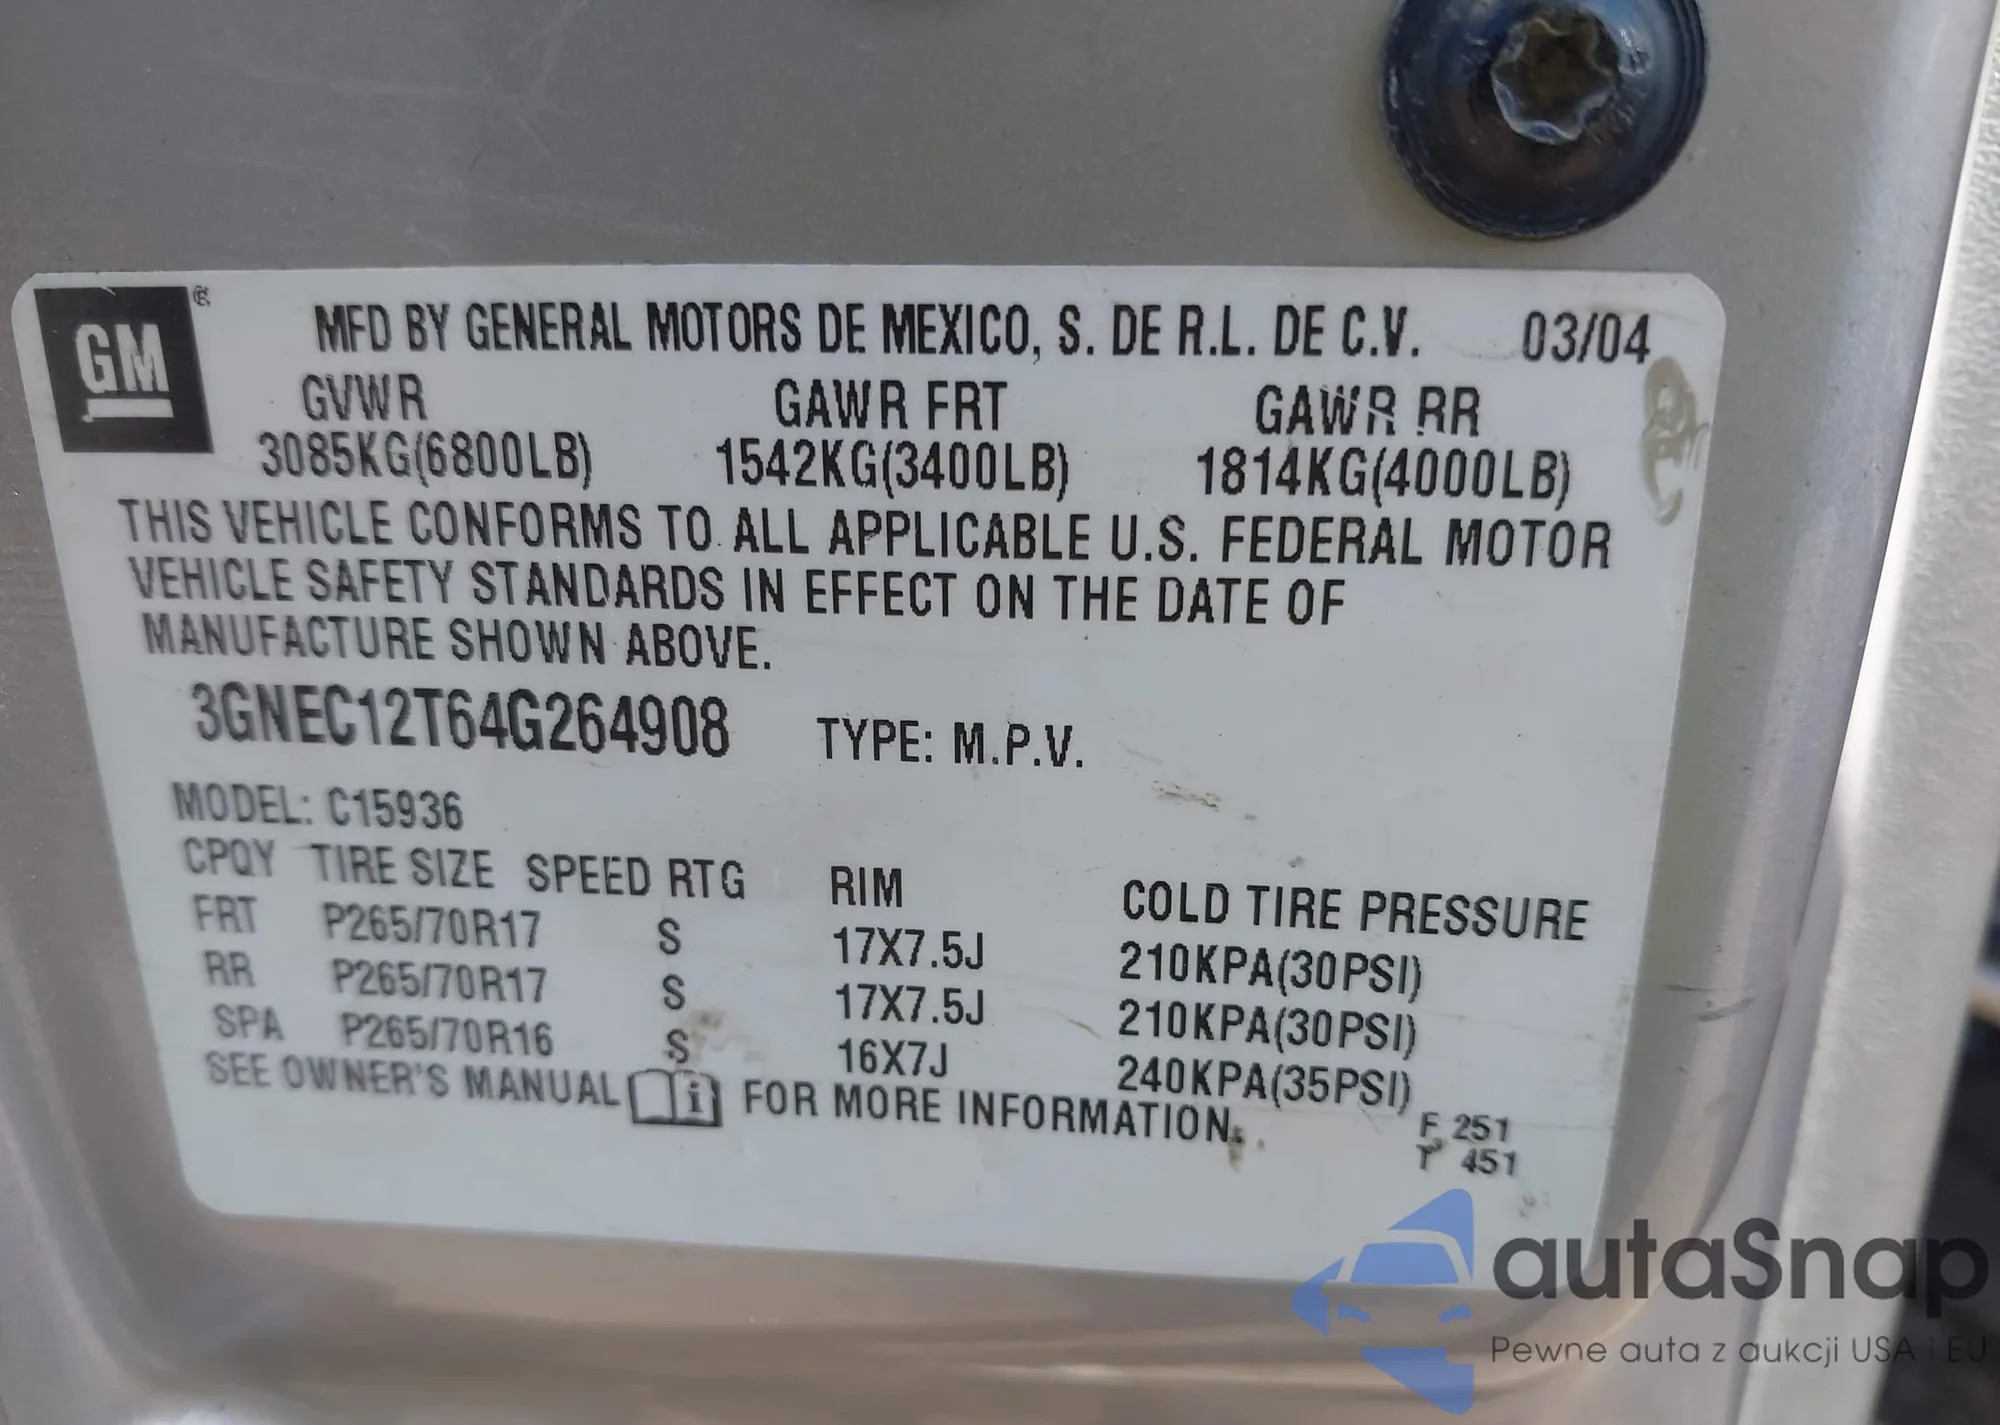 GM ®
MFD BY GENERAL MOTORS DE MEXICO, S. DE R.L. DE C.V. 03/04
GVWR GAWR FRT GAWR RR
3085KG(6800LB) 1542KG(3400LB) 1814KG(4000LB)
THIS VEHICLE CONFORMS TO ALL APPLICABLE U.S. FEDERAL MOTOR
VEHICLE SAFETY STANDARDS IN EFFECT ON THE DATE OF
MANUFACTURE SHOWN ABOVE.
3GNEC12T64G264908 TYPE: M.P.V.
MODEL: C15936
CPQY TIRE SIZE SPEED RTG RIM COLD TIRE PRESSURE
FRT P265/70R17 S 17X7.5J 210KPA(30PSI)
RR P265/70R17 S 17X7.5J 210KPA(30PSI)
SPA P265/70R16 S 16X7J 240KPA(35PSI)
SEE OWNER'S MANUAL i FOR MORE INFORMATION.
F 251
T 451
autaSnap
Pewne auta z aukcji USA i EU